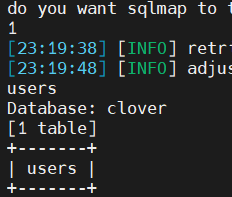 do you want sqlmap to t
1
[23:19:38] [INFO] retri
[23:19:48] [INFO] adjus
users
Database: clover
[1 table]
+-------+
| users |
+-------+